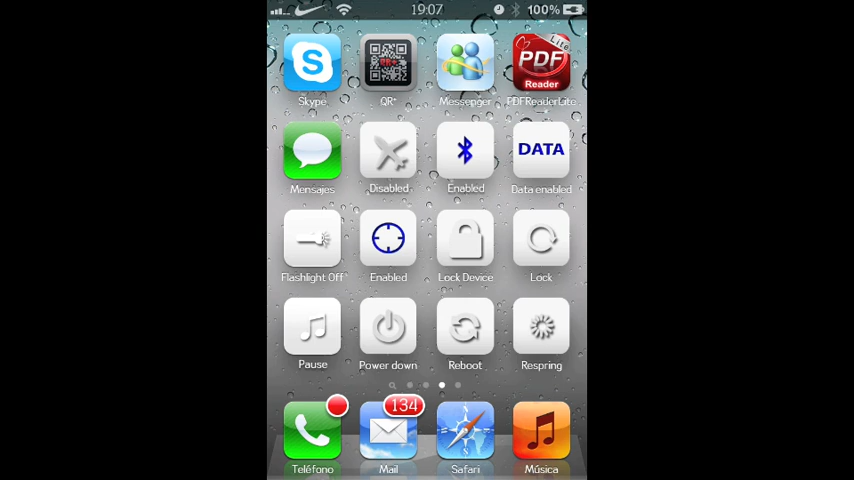 19:07 100%
S QR+ PDF Lite Reader
Skype QR+ Messenger PDFReaderLite
DATA
Mensajes Disabled Enabled Data enabled
Flashlight Off Enabled Lock Device Lock
Pause Power down Reboot Respring
134
Teléfono Mail Safari Música